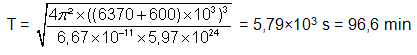 T = √((4π²×((6370 + 600)×10³)³)/(6,67×10⁻¹¹×5,97×10²⁴)) = 5,79×10³ s = 96,6 min